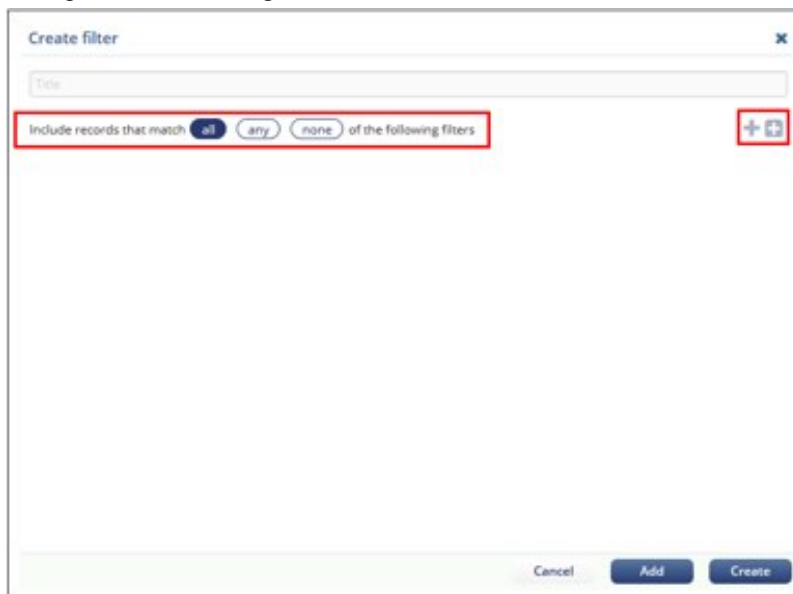 Create filter
Title
Include records that match all any none of the following filters
Cancel Add Create